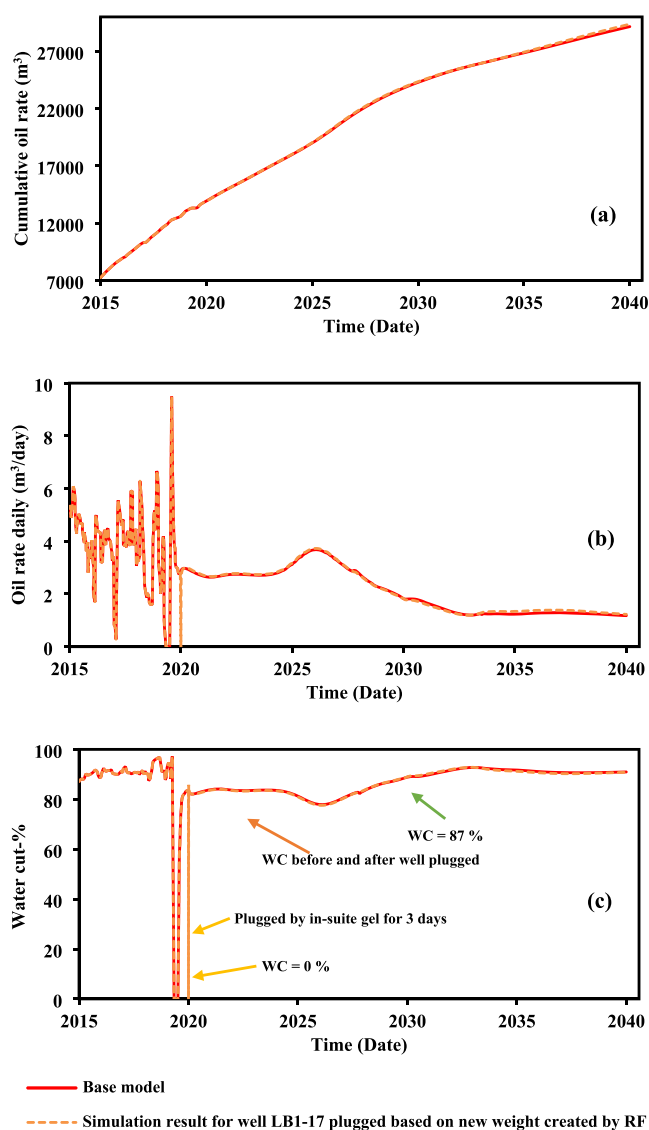 27000
22000
17000
12000
7000
Cumulative oil rate (m³)
(a)
2015 2020 2025 2030 2035 2040
Time (Date)
10
8
6
4
2
0
Oil rate daily (m³/day)
(b)
2015 2020 2025 2030 2035 2040
Time (Date)
100
80
60
40
20
0
Water cut-%
WC = 87 %
WC before and after well plugged
(c)
Plugged by in-suite gel for 3 days
WC = 0 %
2015 2020 2025 2030 2035 2040
Time (Date)
Base model
Simulation result for well LB1-17 plugged based on new weight created by RF